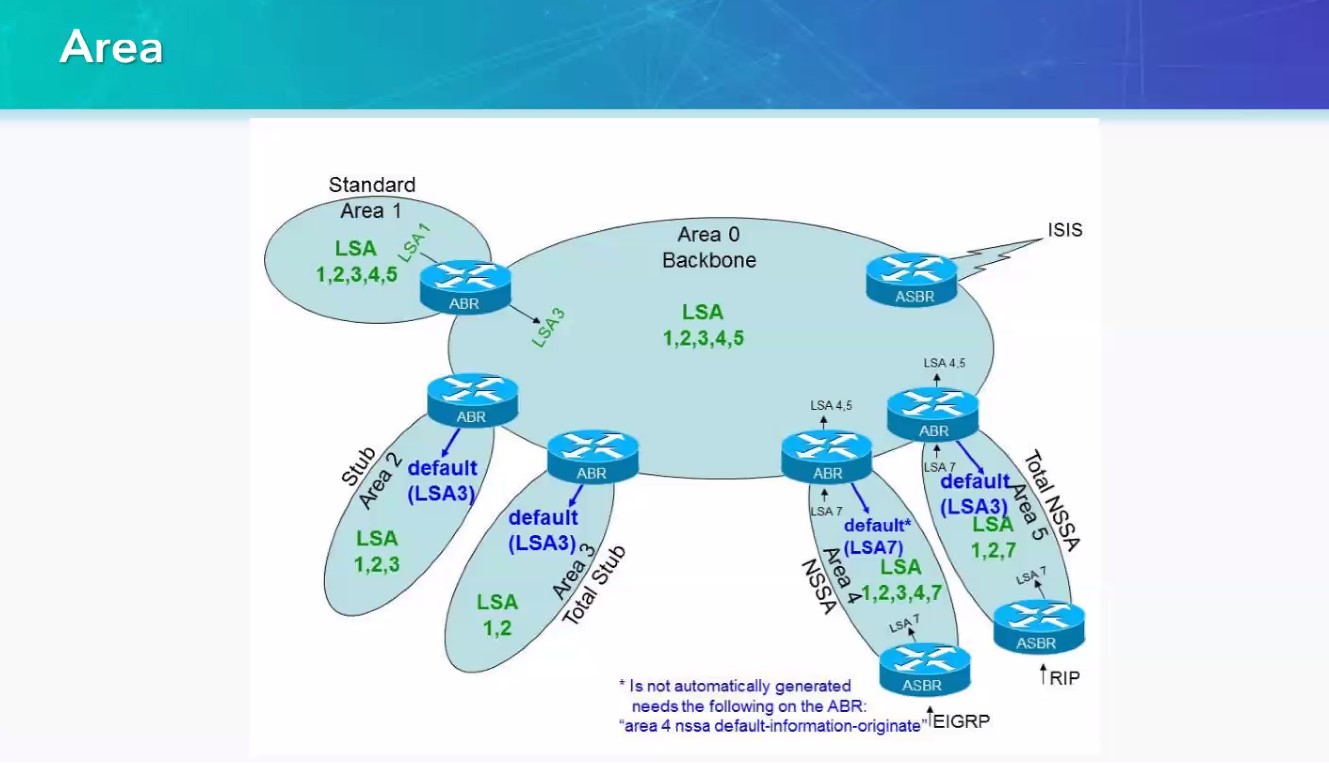 Area
Standard
Area 1
LSA
1,2,3,4,5
LSA 1
ABR
LSA 3
Area 0
Backbone
LSA
1,2,3,4,5
ASBR
ISIS
ABR
Stub
Area 2
default
(LSA3)
LSA
1,2,3
ABR
default
(LSA3)
Area 3
Total Stub
LSA
1,2
LSA 4,5
ABR
LSA 7
default*
(LSA7)
Area 4
NSSA
LSA
1,2,3,4,7
LSA 7
ASBR
EIGRP
LSA 4,5
ABR
LSA 7
default
(LSA3)
Area 5
Total NSSA
LSA
1,2,7
LSA 7
ASBR
RIP
* Is not automatically generated
needs the following on the ABR:
“area 4 nssa default-information-originate”